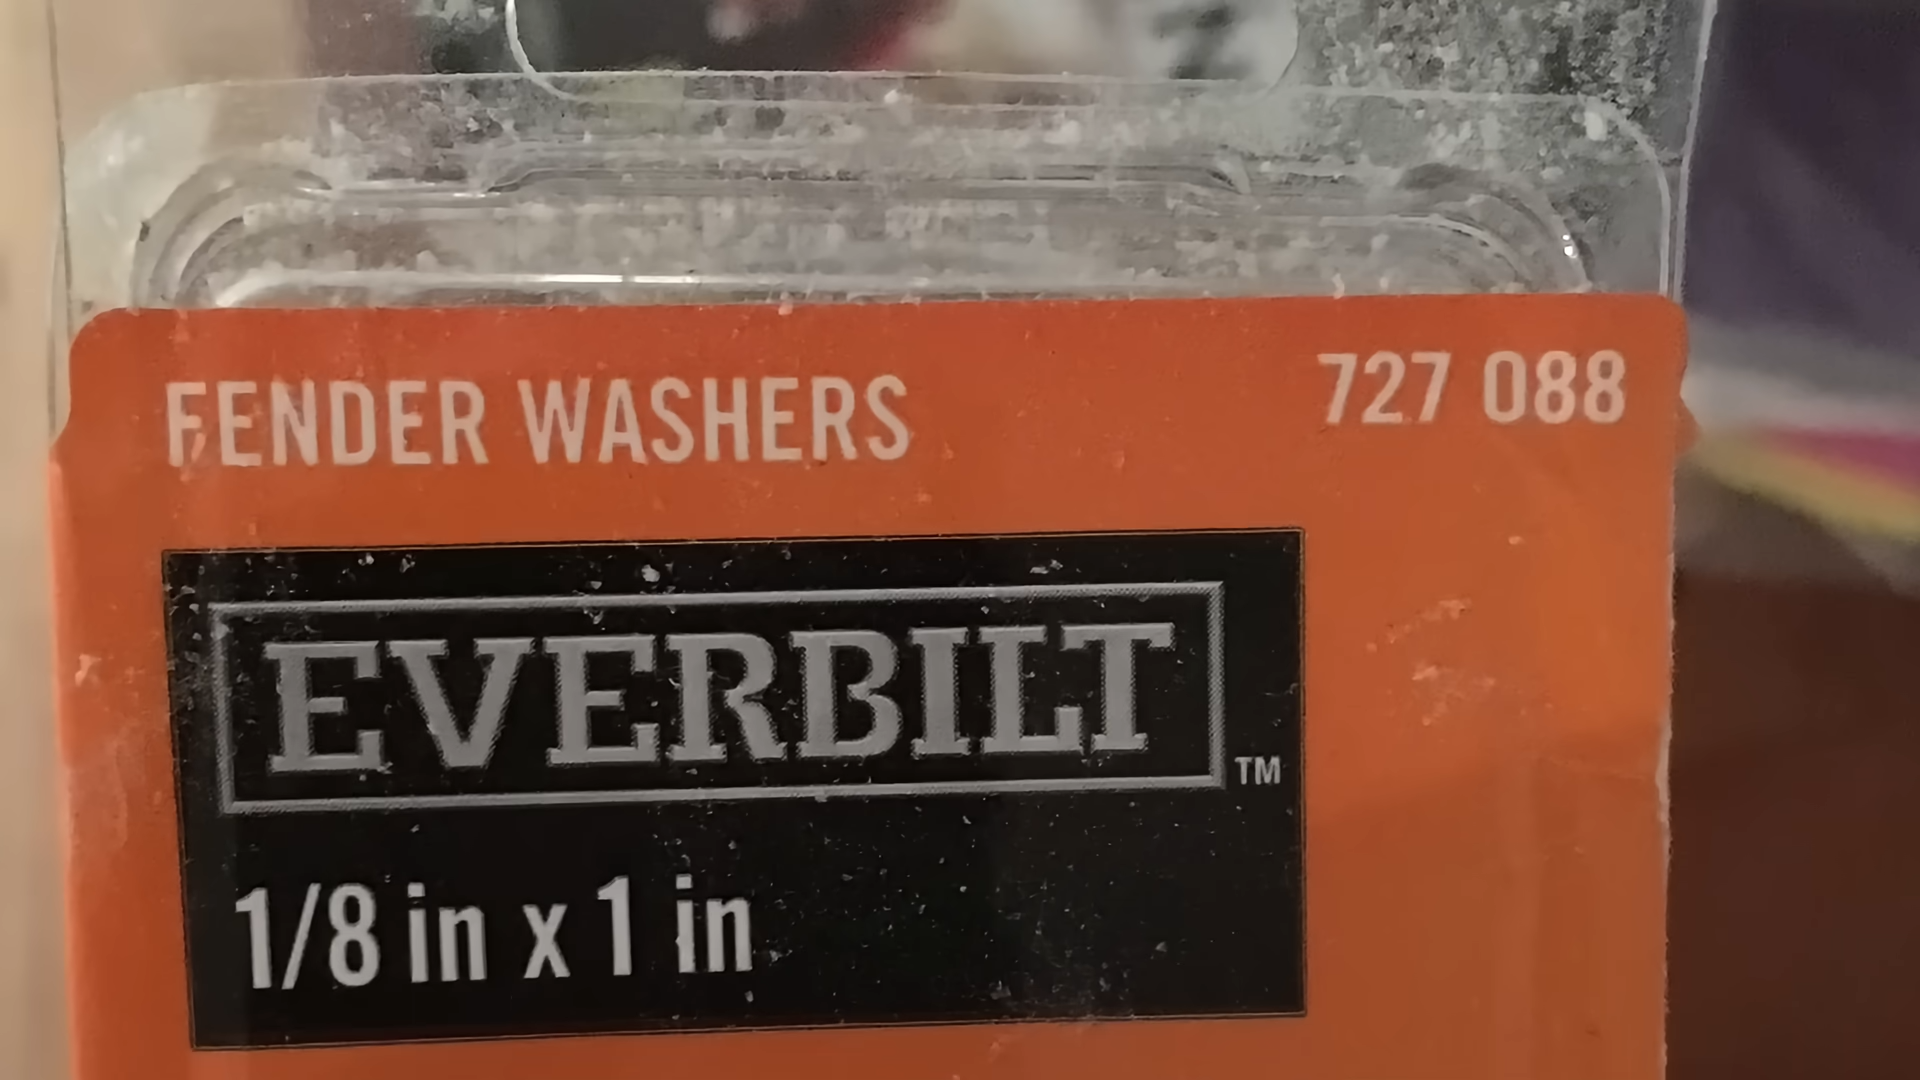 FENDER WASHERS 727 088
EVERBILT TM
1/8 in x 1 in